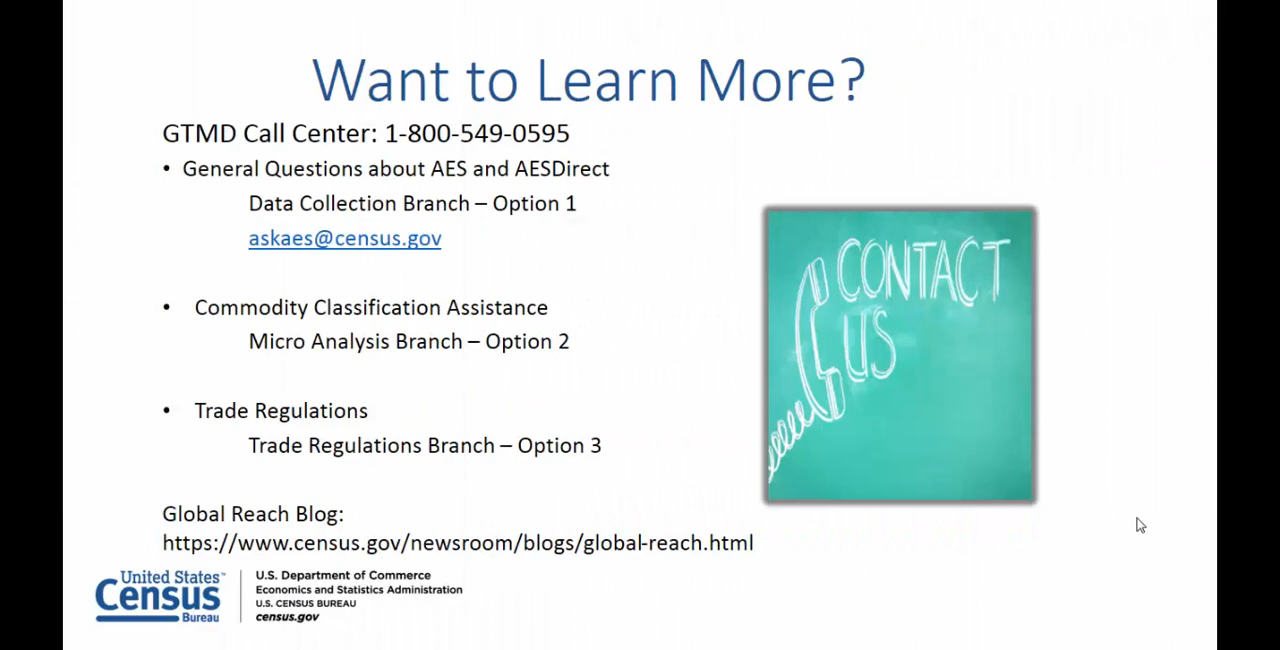 Want to Learn More?
GTMD Call Center: 1-800-549-0595
• General Questions about AES and AESDirect
Data Collection Branch – Option 1
askaes@census.gov
• Commodity Classification Assistance
Micro Analysis Branch – Option 2
• Trade Regulations
Trade Regulations Branch – Option 3
CONTACT
US
Global Reach Blog:
https://www.census.gov/newsroom/blogs/global-reach.html
United States™
Census
Bureau
U.S. Department of Commerce
Economics and Statistics Administration
U.S. CENSUS BUREAU
census.gov